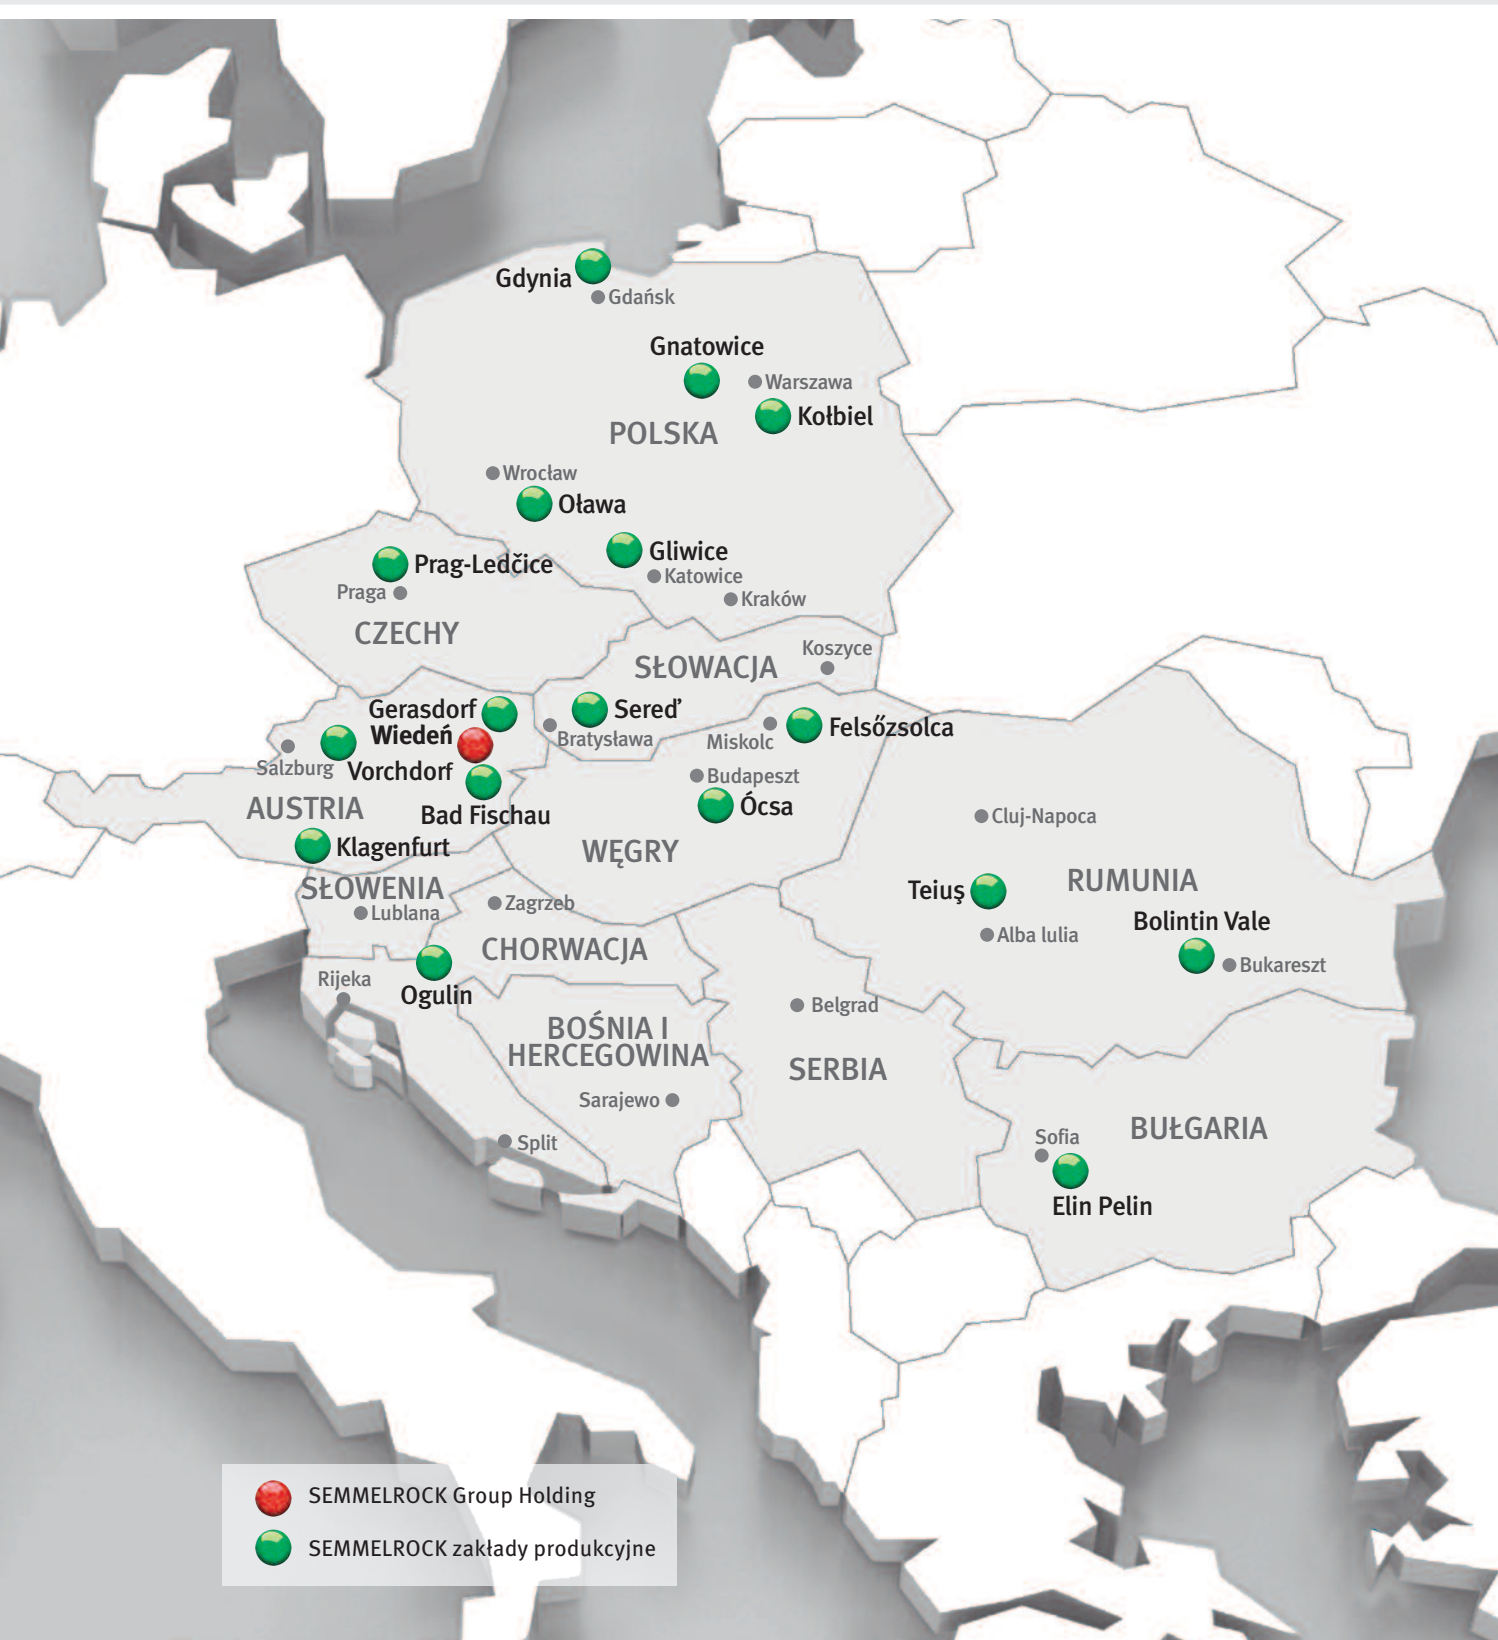 Gdynia
Gdańsk
Gnatowice
Warszawa
Kołbiel
POLSKA
Wrocław
Oława
Gliwice
Katowice
Kraków
Prag-Ledčice
Praga
CZECHY
SŁOWACJA
Koszyce
Gerasdorf
Wiedeń
Sereď
Bratysława
Miskolc
Felsőzsolca
Salzburg
Vorchdorf
Budapeszt
Ócsa
AUSTRIA
Bad Fischau
Klagenfurt
WĘGRY
Cluj-Napoca
RUMUNIA
Teiuş
SŁOWENIA
Lublana
Zagrzeb
Bolintin Vale
Alba lulia
Bukareszt
CHORWACJA
Rijeka
Ogulin
Belgrad
BOŚNIA I
HERCEGOWINA
SERBIA
Sarajewo
Split
BUŁGARIA
Sofia
Elin Pelin
SEMMELROCK Group Holding
SEMMELROCK zakłady produkcyjne